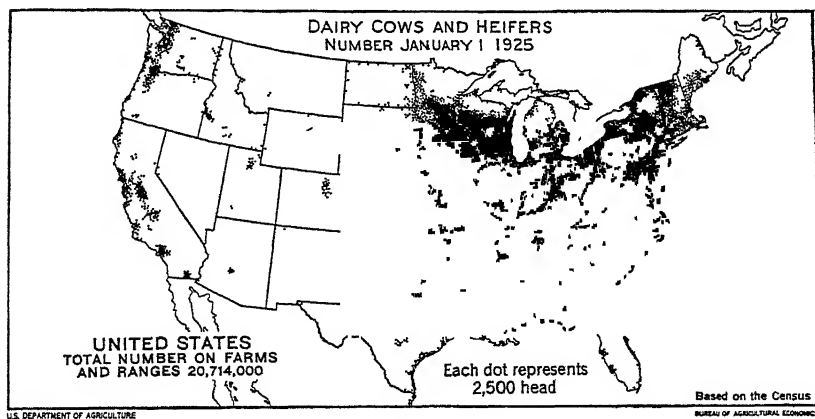 DAIRY COWS AND HEIFERS
NUMBER JANUARY 1 1925
UNITED STATES
TOTAL NUMBER ON FARMS
AND RANGES 20,714,000
Each dot represents
2,500 head
Based on the Census
U.S. DEPARTMENT OF AGRICULTURE
BUREAU OF AGRICULTURAL ECONOMIC